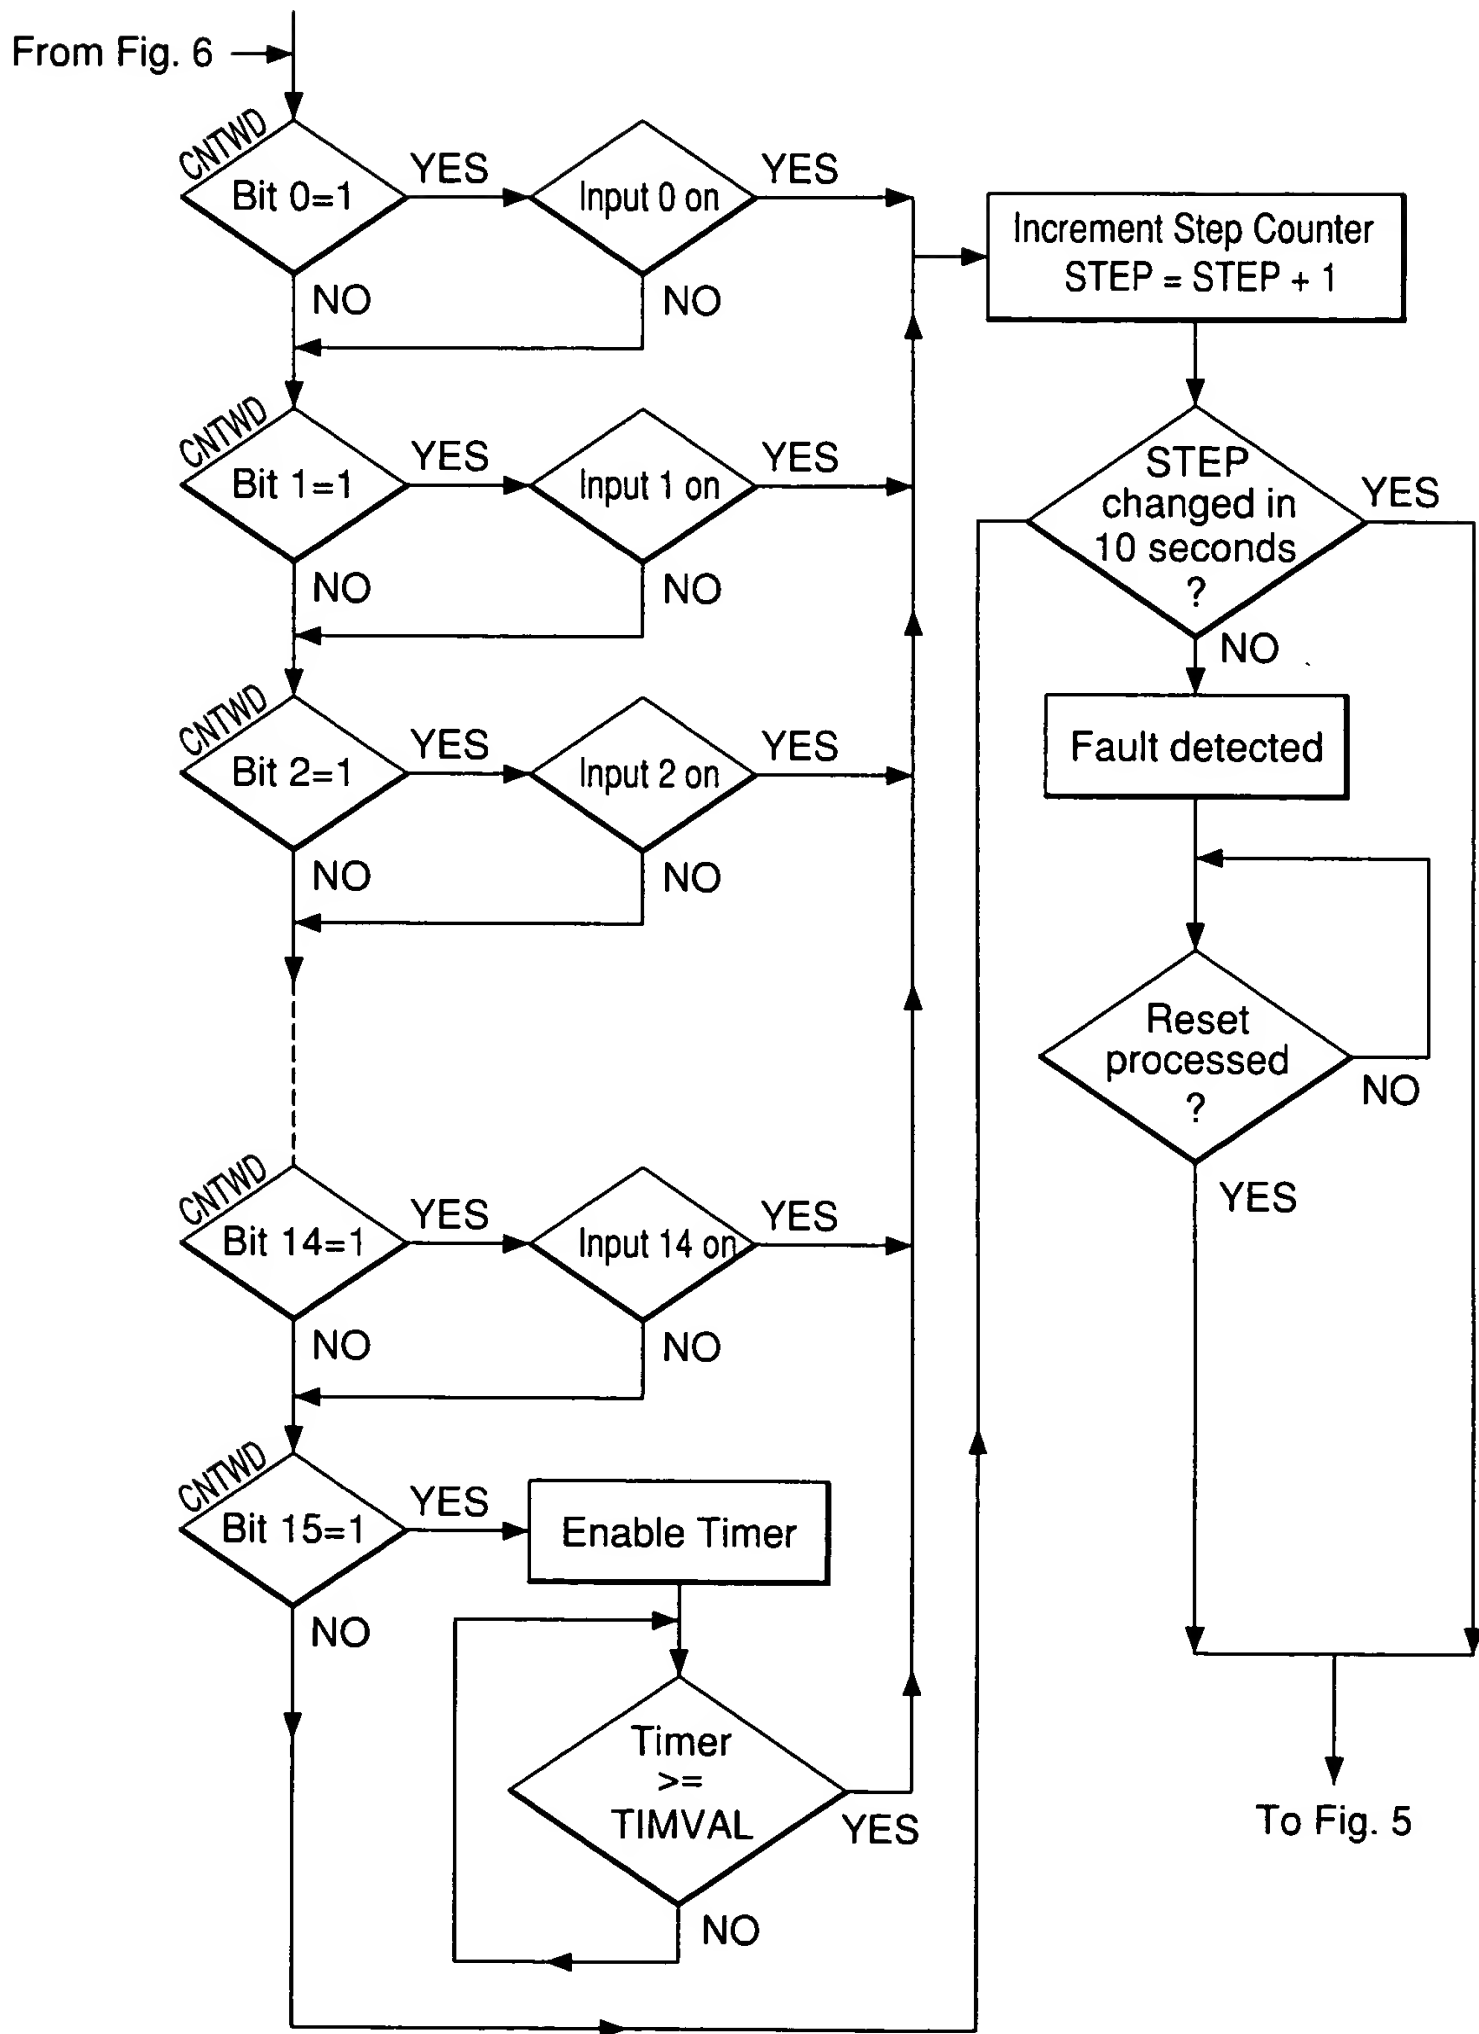 From Fig. 6
CNTWD
Bit 0=1
YES
Input 0 on
YES
NO
NO
Increment Step Counter
STEP = STEP + 1
CNTWD
Bit 1=1
YES
Input 1 on
YES
NO
NO
STEP
changed in
10 seconds
?
YES
NO
CNTWD
Bit 2=1
YES
Input 2 on
YES
NO
NO
Fault detected
Reset
processed
?
NO
YES
CNTWD
Bit 14=1
YES
Input 14 on
YES
NO
NO
CNTWD
Bit 15=1
YES
Enable Timer
NO
Timer
>=
TIMVAL
YES
NO
To Fig. 5